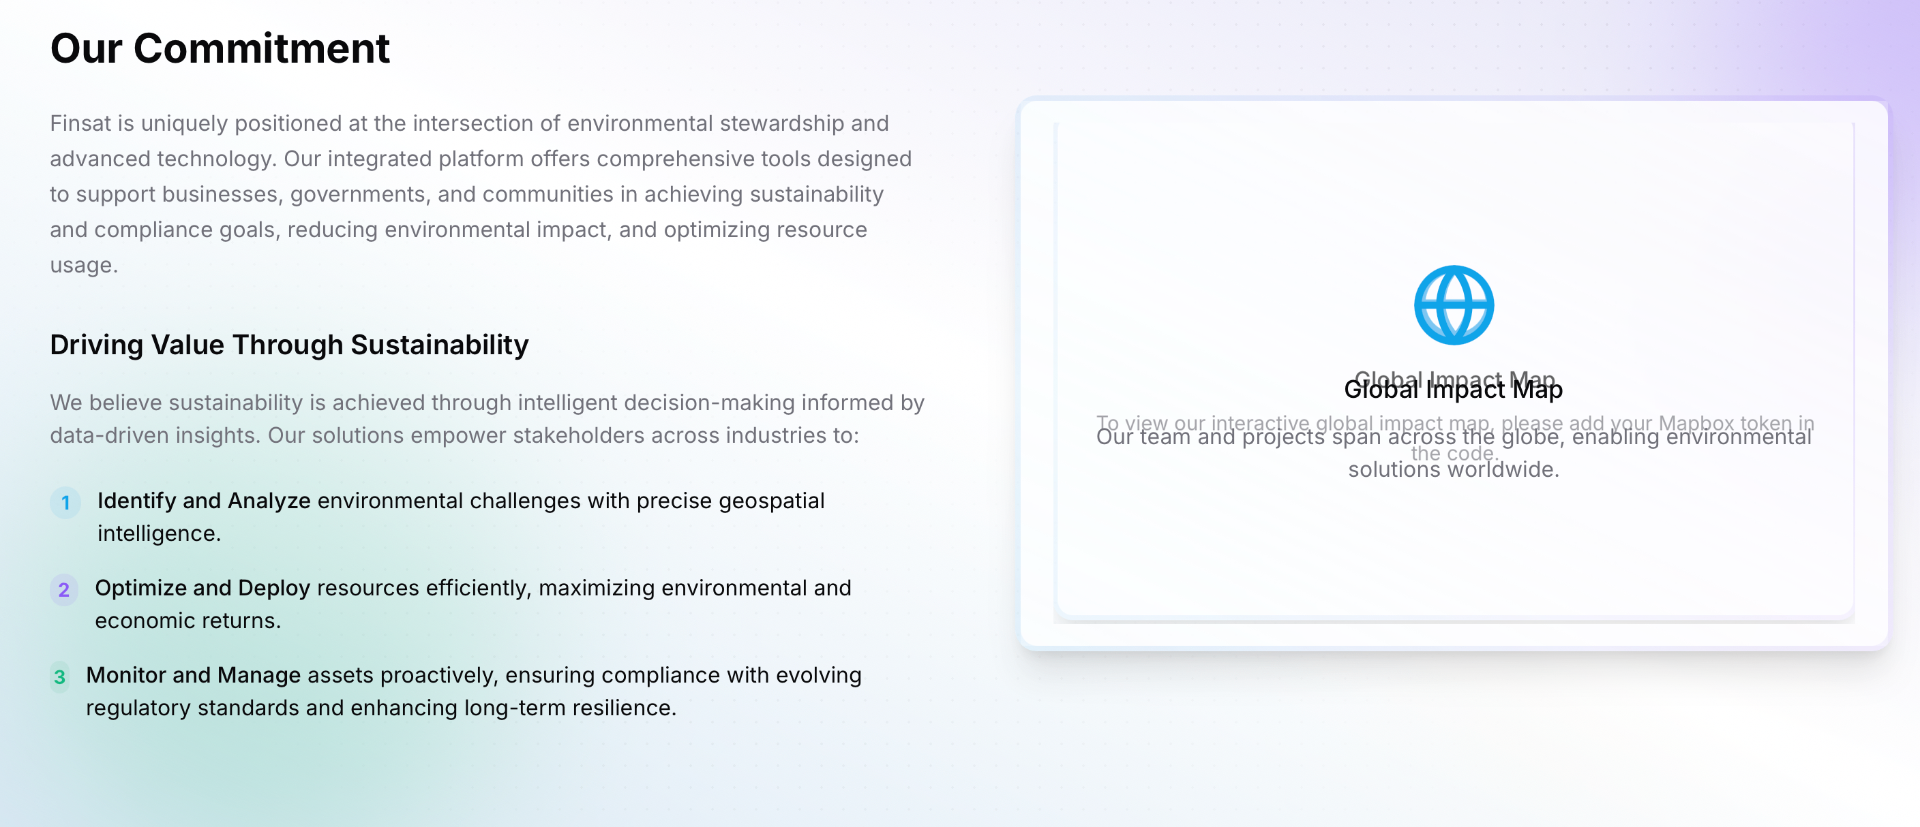 Our Commitment
Finsat is uniquely positioned at the intersection of environmental stewardship and
advanced technology. Our integrated platform offers comprehensive tools designed
to support businesses, governments, and communities in achieving sustainability
and compliance goals, reducing environmental impact, and optimizing resource
usage.
Driving Value Through Sustainability
We believe sustainability is achieved through intelligent decision-making informed by
data-driven insights. Our solutions empower stakeholders across industries to:
1 Identify and Analyze environmental challenges with precise geospatial
intelligence.
2 Optimize and Deploy resources efficiently, maximizing environmental and
economic returns.
3 Monitor and Manage assets proactively, ensuring compliance with evolving
regulatory standards and enhancing long-term resilience.
Global Impact Map
Global Impact Map
To view our interactive global impact map, please add your Mapbox token in
Our team and projects span across the globe, enabling environmental
the code.
solutions worldwide.